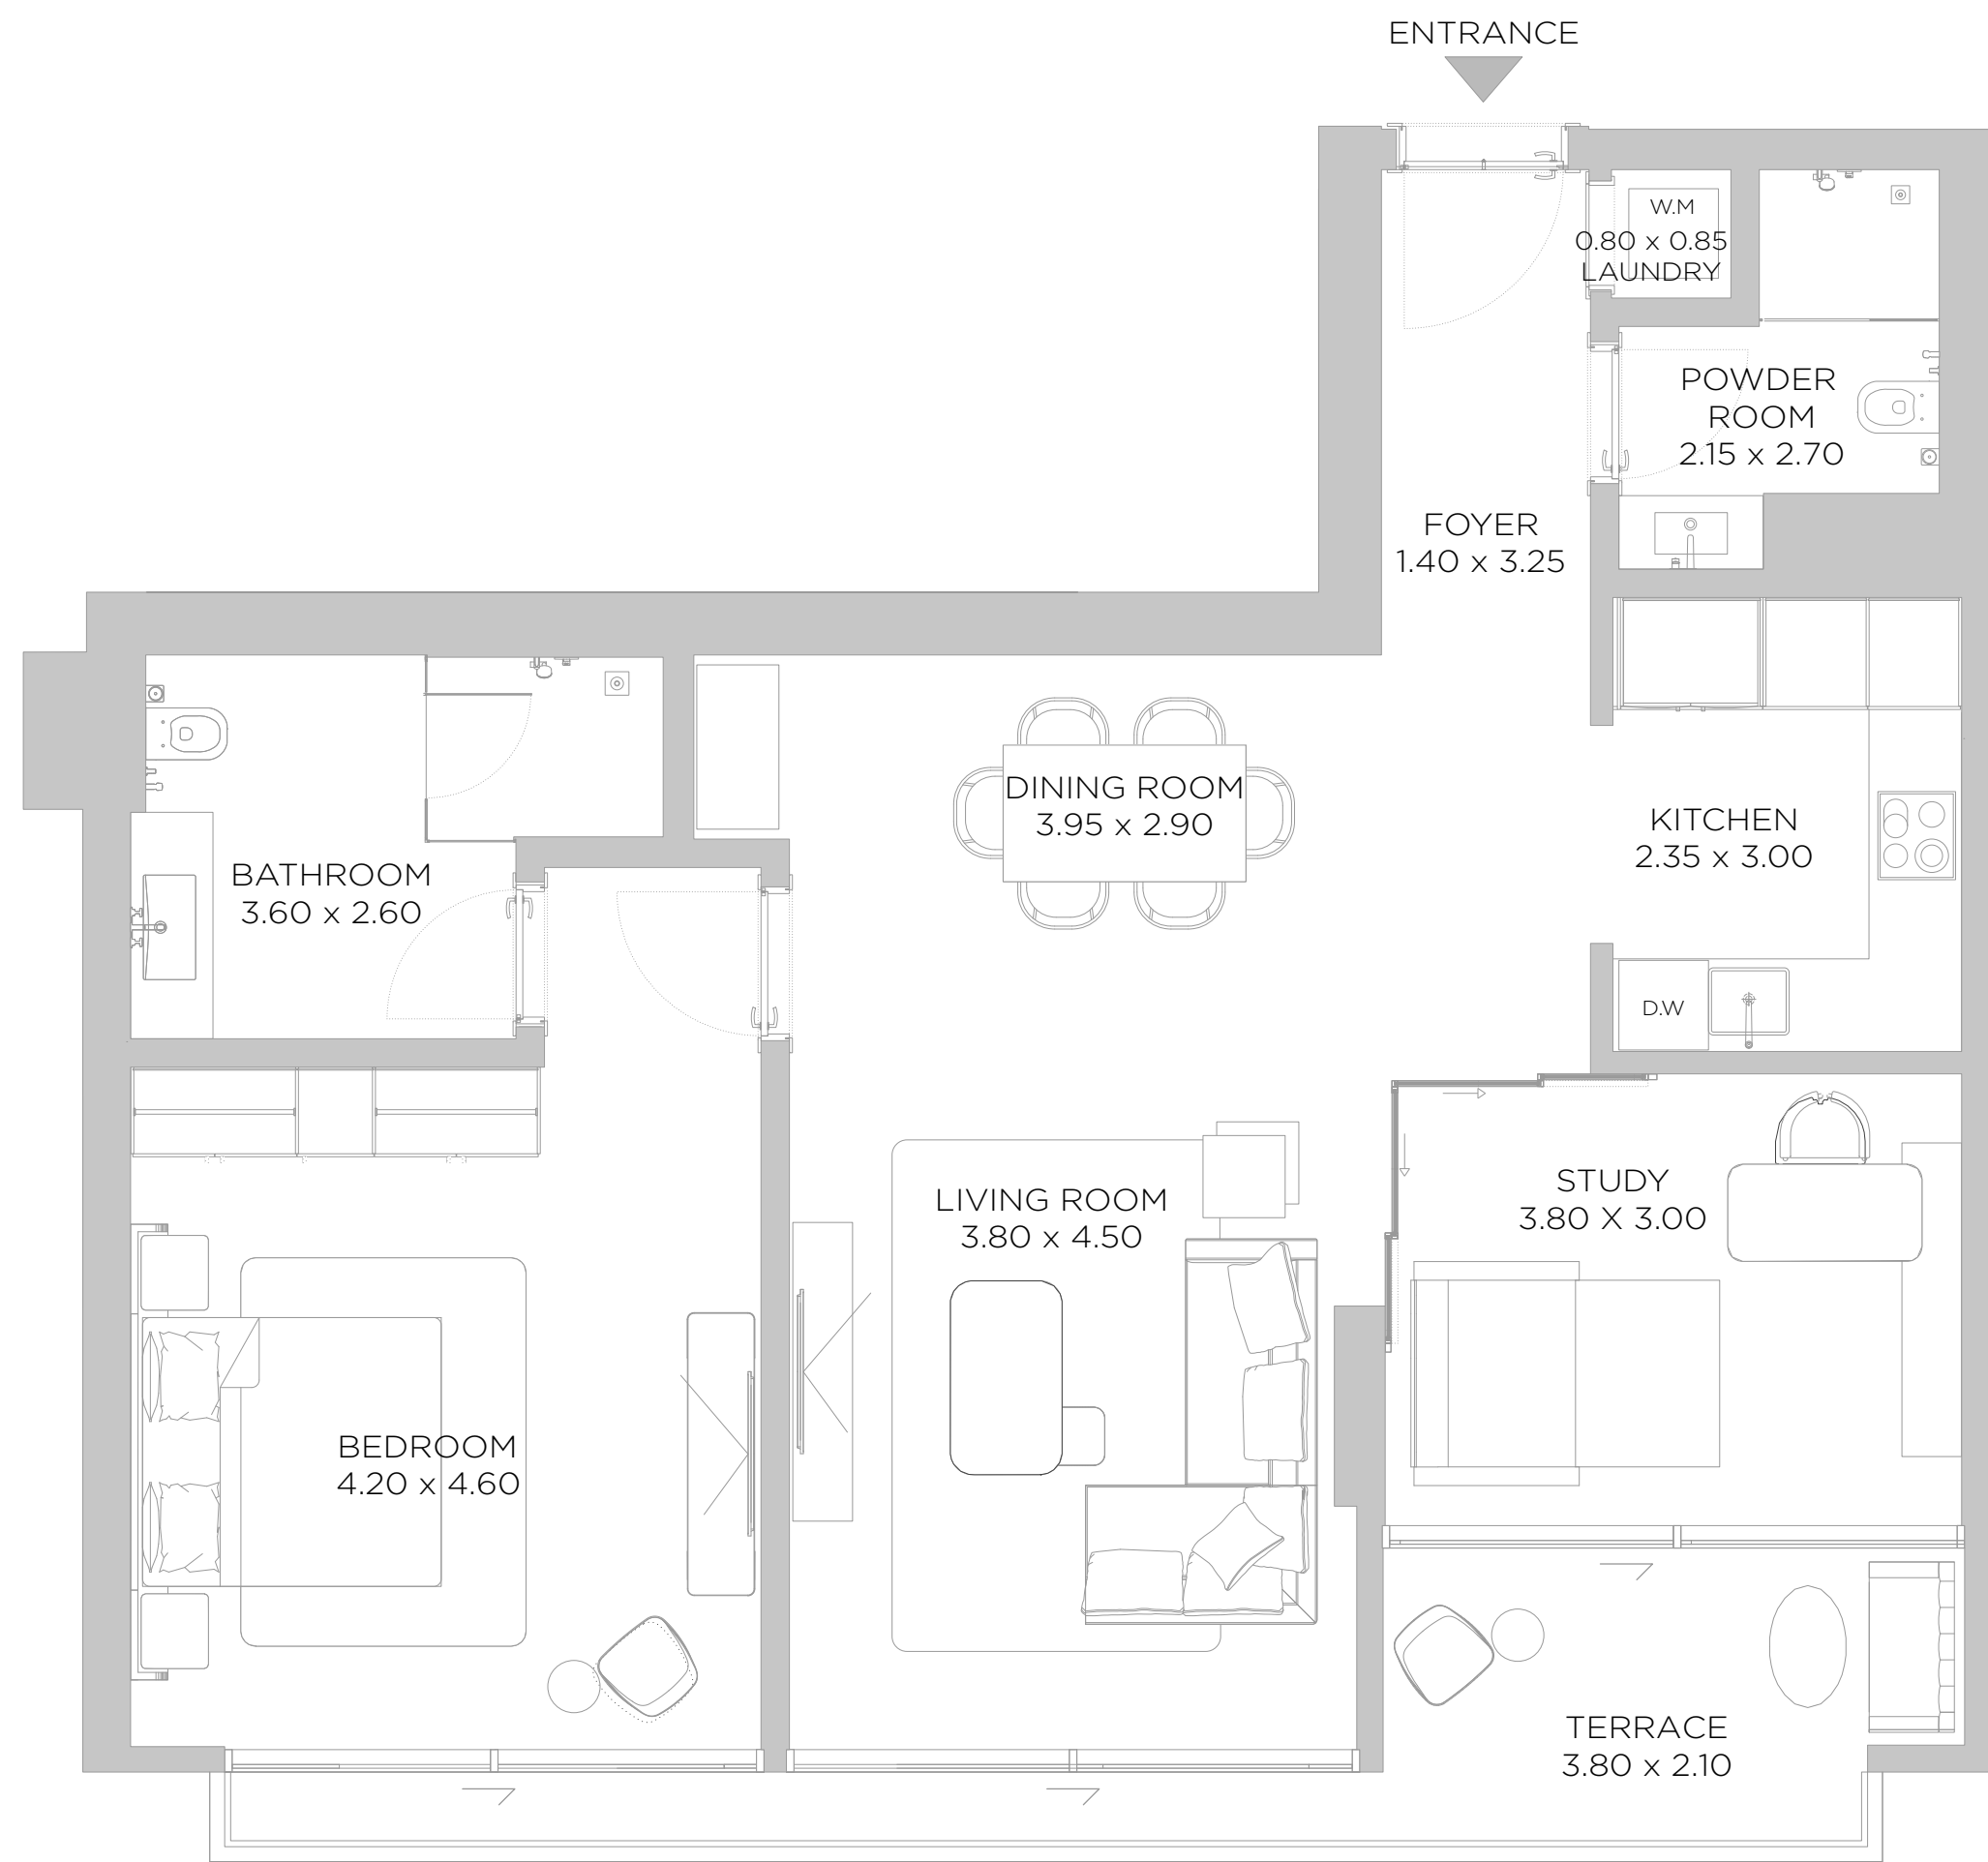 ENTRANCE
W.M
0.80 x 0.85
LAUNDRY
POWDER
ROOM
2.15 x 2.70
FOYER
1.40 x 3.25
DINING ROOM
3.95 x 2.90
KITCHEN
2.35 x 3.00
BATHROOM
3.60 x 2.60
D.W
LIVING ROOM
3.80 x 4.50
STUDY
3.80 X 3.00
BEDROOM
4.20 x 4.60
TERRACE
3.80 x 2.10